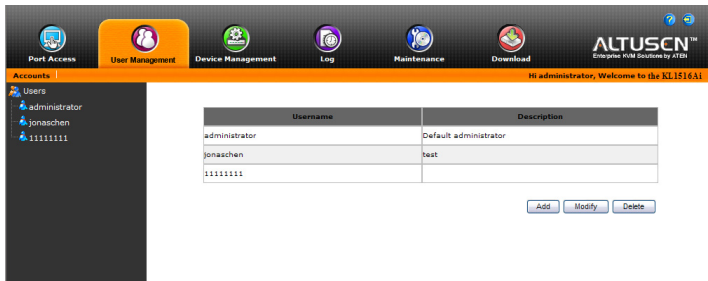 Port Access
User Management
Device Management
Log
Maintenance
Download
ALTUSEN™
Enterprise KVM Solutions by ATEN
Accounts
Hi administrator, Welcome to the KL1516Ai
Users
administrator
jonaschen
11111111
Username Description
administrator Default administrator
jonaschen test
11111111
Add Modify Delete